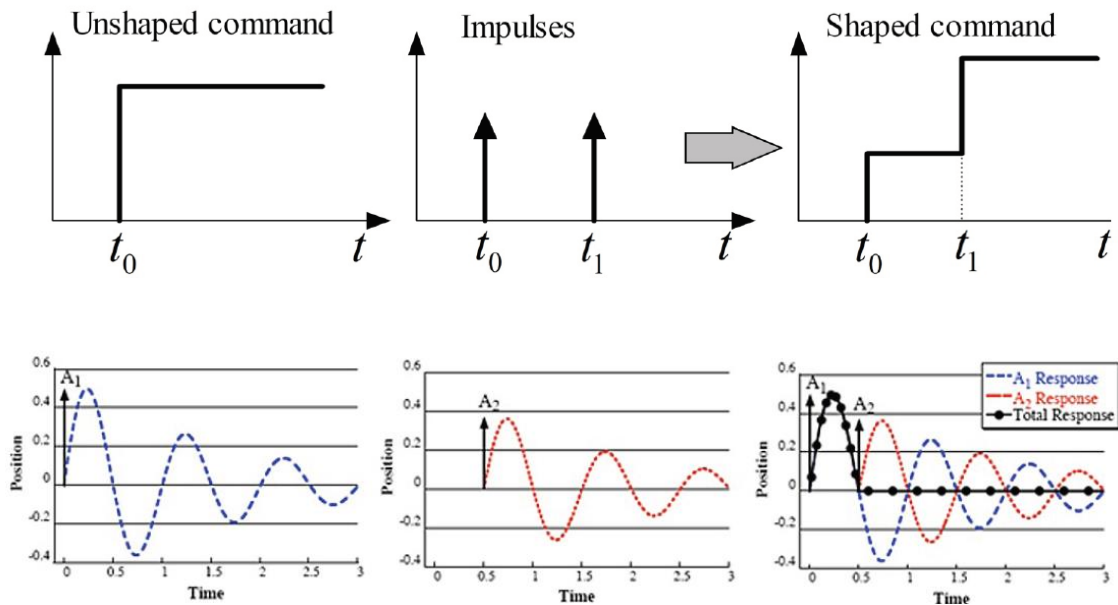 Unshaped command
Impulses
Shaped command
t₀
t
t₀
t₁
t
t₀
t₁
t
0.6
0.4
0.2
0
-0.2
-0.4
Position
A₁
0
0.5
1
1.5
2
2.5
3
Time
0.6
0.4
0.2
0
-0.2
-0.4
Position
A₂
0
0.5
1
1.5
2
2.5
3
Time
0.6
0.4
0.2
0
-0.2
-0.4
Position
A₁
A₂
A₁ Response
A₂ Response
Total Response
0
0.5
1
1.5
2
2.5
3
Time